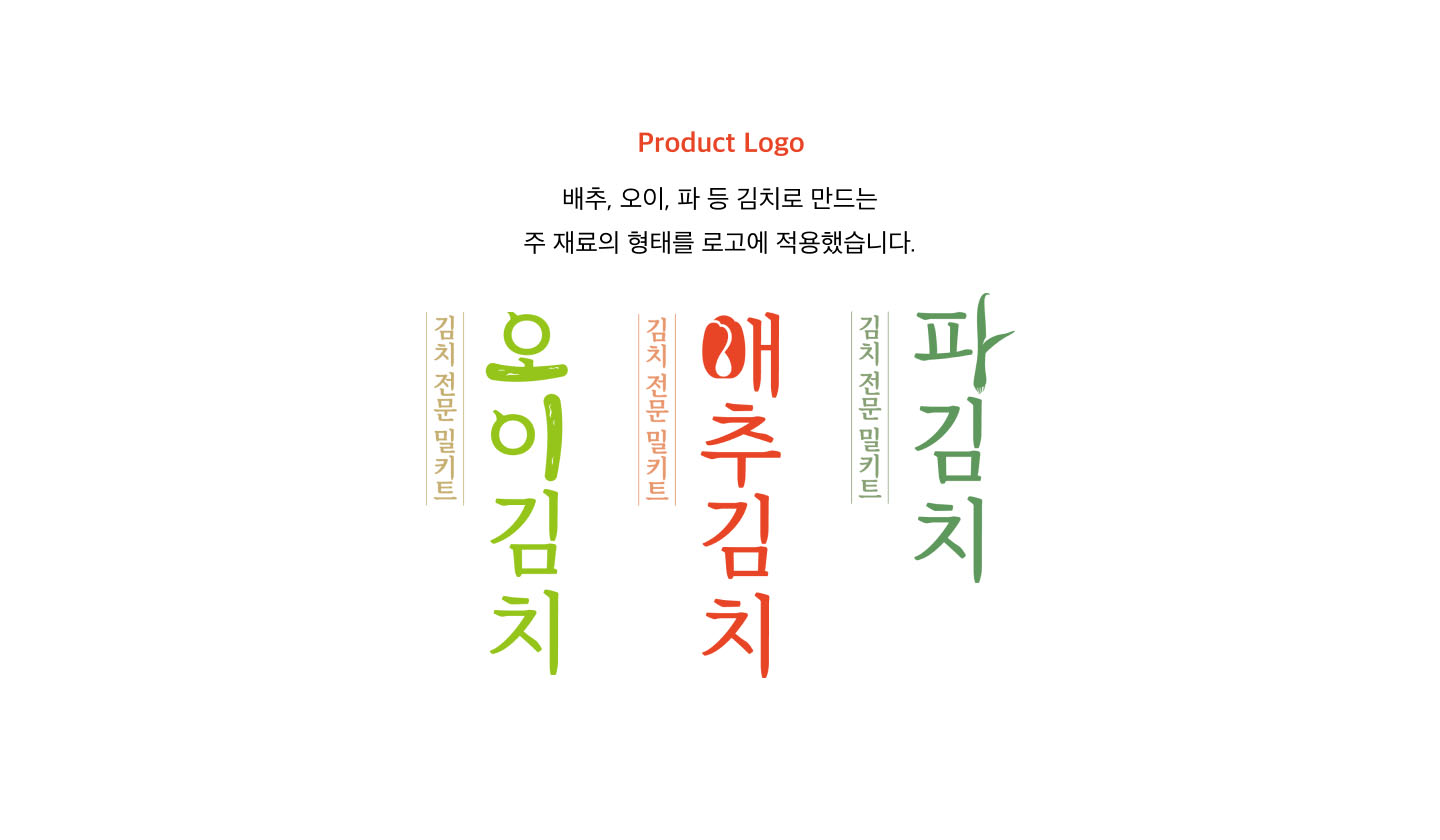 Product Logo
배추, 오이, 파 등 김치로 만드는
주 재료의 형태를 로고에 적용했습니다.
김치 전문 밀키트
오이김치
김치 전문 밀키트
배추김치
김치 전문 밀키트
파김치